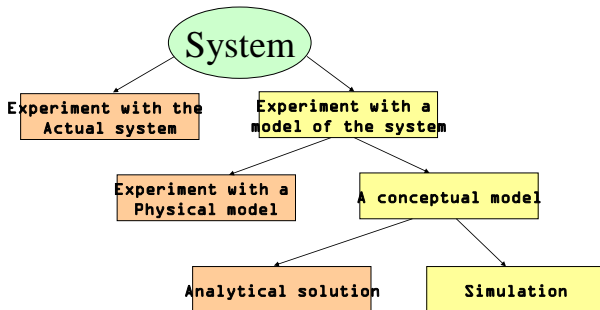 System
Experiment with the
Actual system
Experiment with a
model of the system
Experiment with a
Physical model
A conceptual model
Analytical solution
Simulation